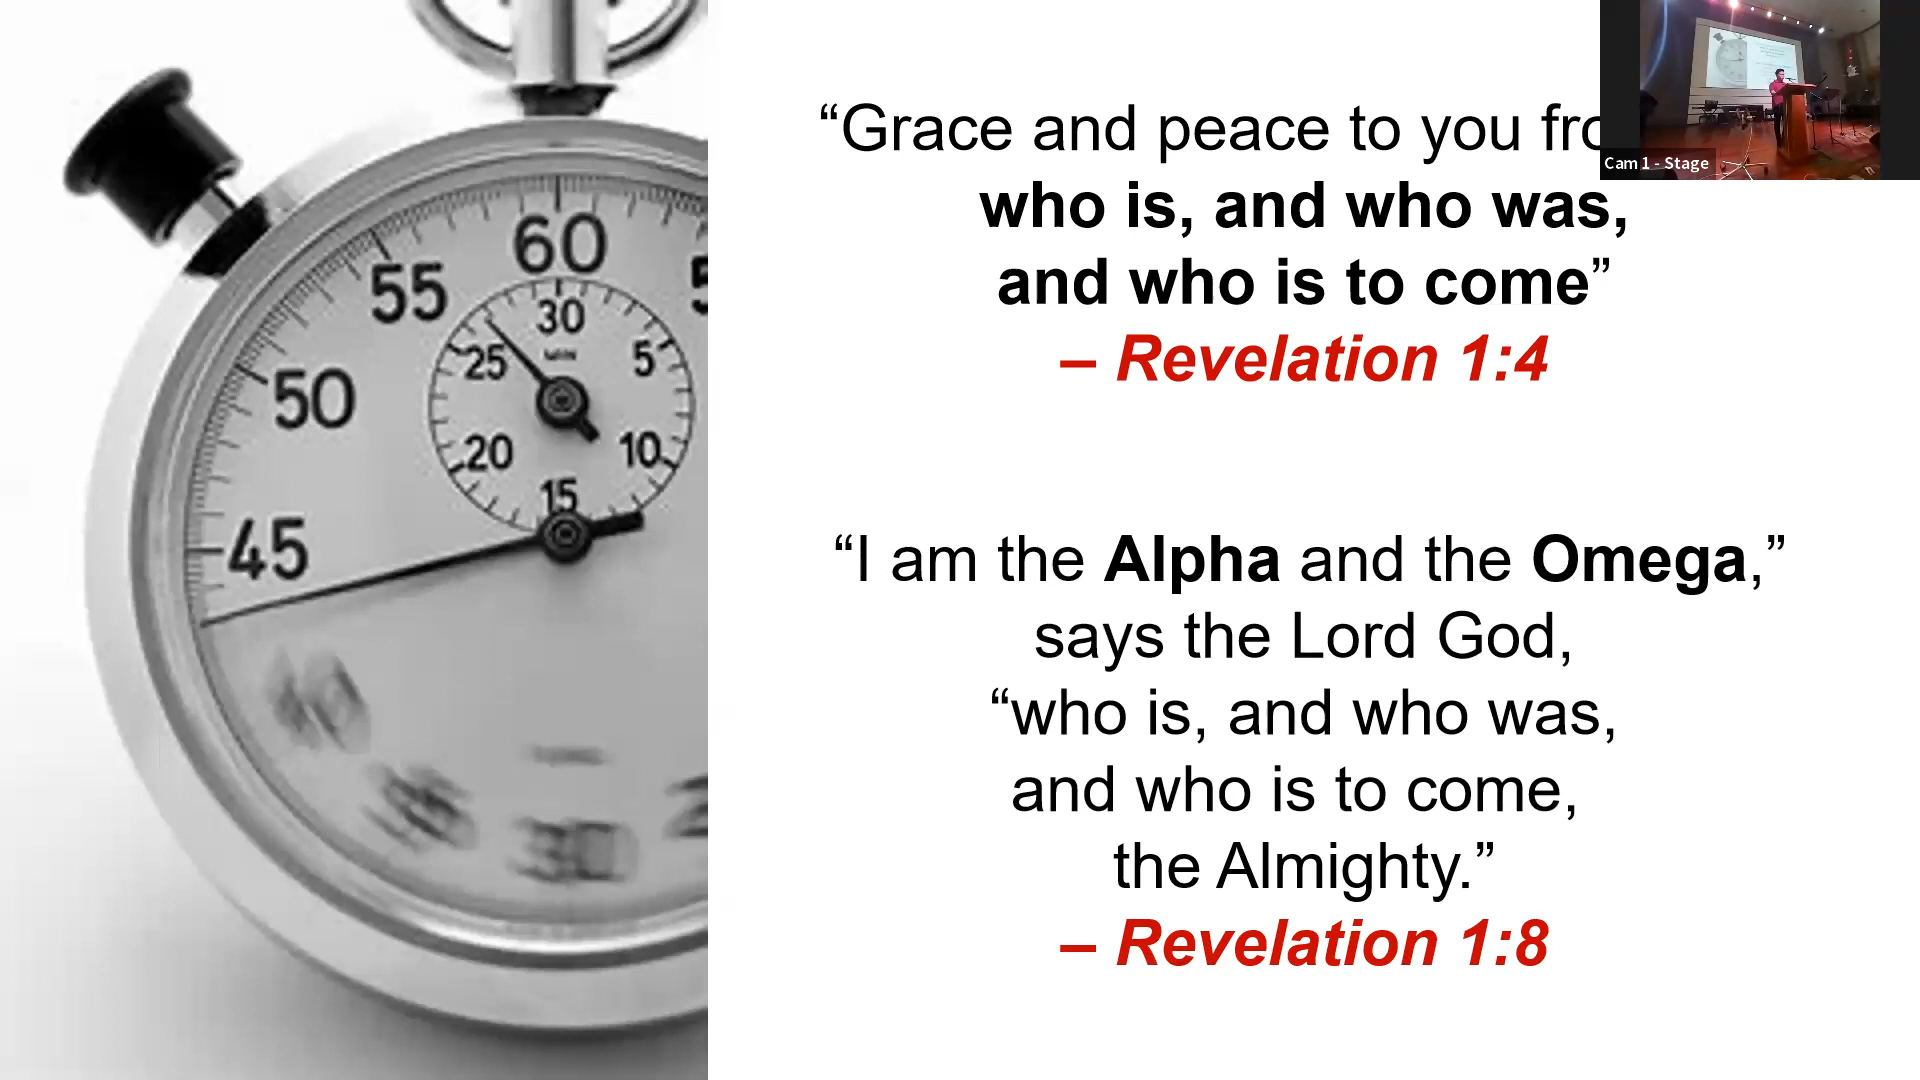 “Grace and peace to you
who is, and who was,
and who is to come”
– Revelation 1:4
“I am the Alpha and the Omega,”
says the Lord God,
“who is, and who was,
and who is to come,
the Almighty.”
– Revelation 1:8
Cam 1 - Stage
60
55
50
45
30
MIN
25
5
20
10
15
30